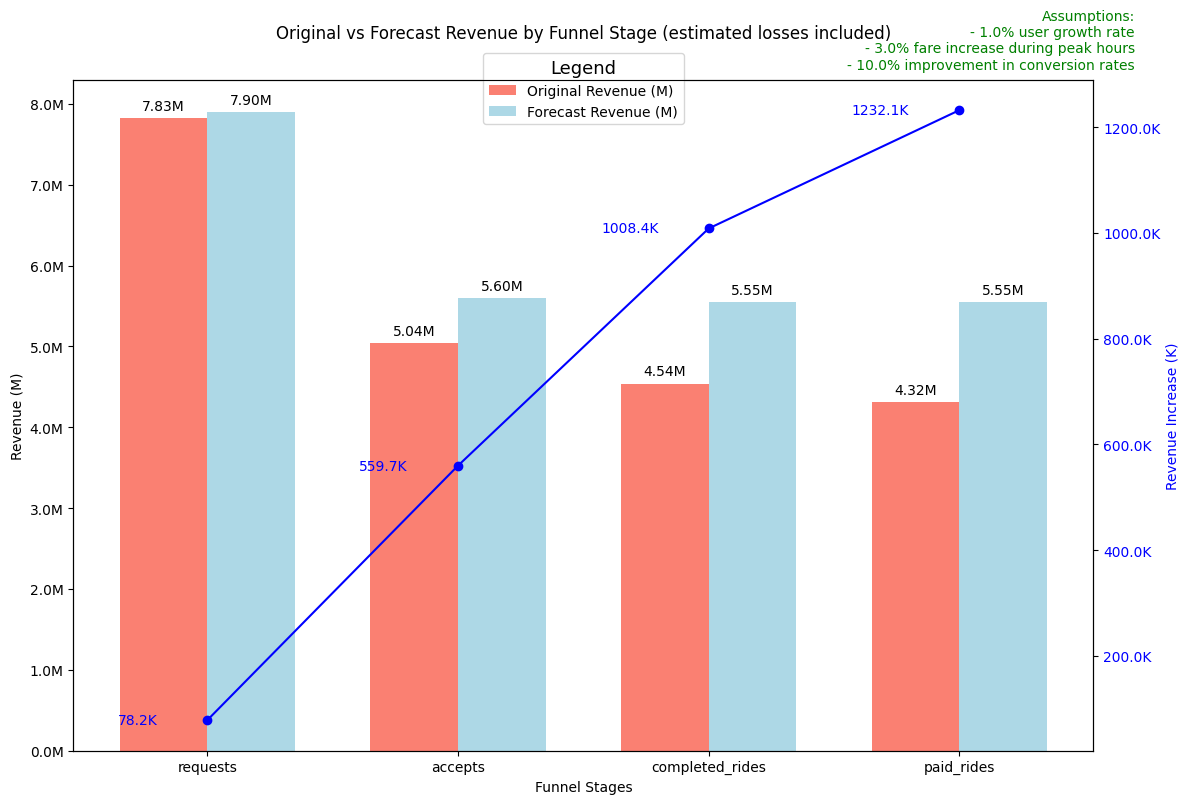 Assumptions:
- 1.0% user growth rate
- 3.0% fare increase during peak hours
- 10.0% improvement in conversion rates
Original vs Forecast Revenue by Funnel Stage (estimated losses included)
Legend
Original Revenue (M)
Forecast Revenue (M)
Revenue (M)
8.0M
7.0M
6.0M
5.0M
4.0M
3.0M
2.0M
1.0M
0.0M
7.83M
7.90M
5.04M
5.60M
4.54M
5.55M
4.32M
5.55M
78.2K
559.7K
1008.4K
1232.1K
1200.0K
1000.0K
800.0K
600.0K
400.0K
200.0K
Revenue Increase (K)
requests
accepts
completed_rides
paid_rides
Funnel Stages